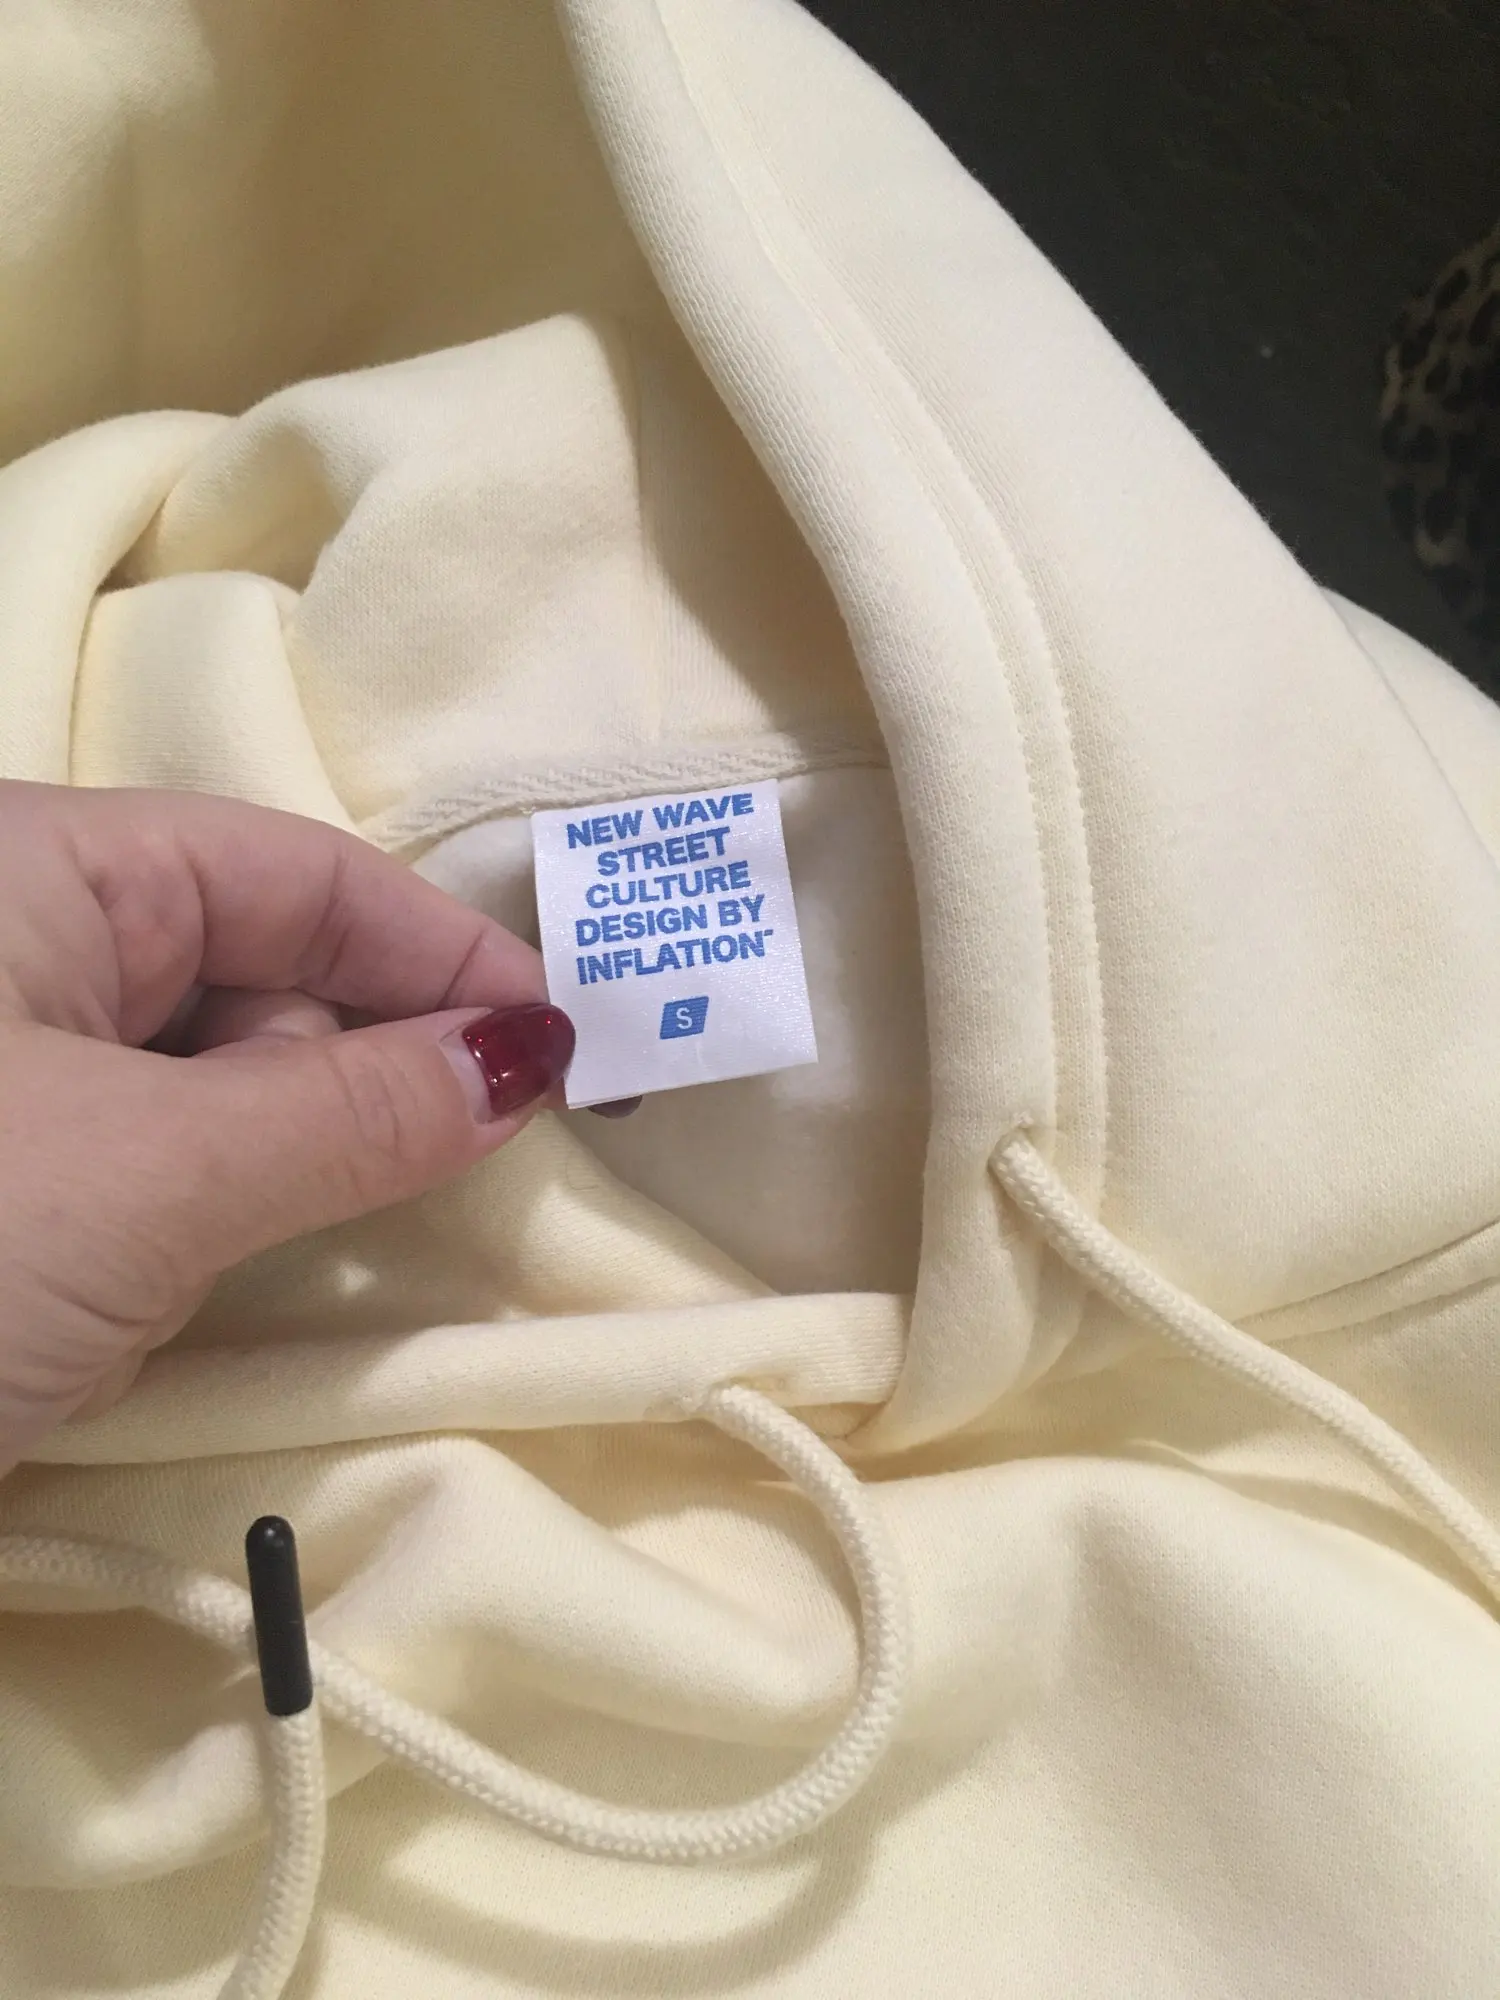 NEW WAVE
STREET
CULTURE
DESIGN BY
INFLATION
S